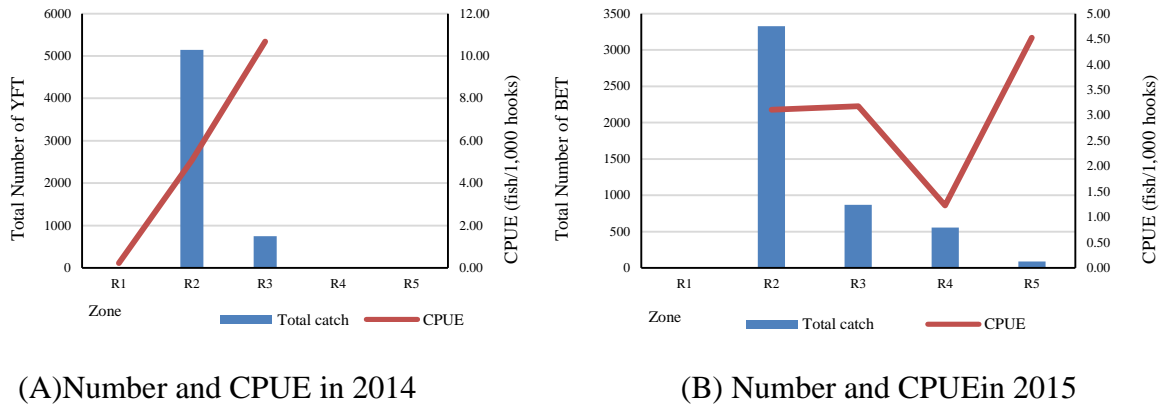 6000
5000
4000
3000
2000
1000
0
Total Number of YFT
12.00
10.00
8.00
6.00
4.00
2.00
0.00
CPUE (fish/1,000 hooks)
R1 R2 R3 R4 R5
Zone
Total catch CPUE
(A)Number and CPUE in 2014
3500
3000
2500
2000
1500
1000
500
0
Total Number of BET
5.00
4.50
4.00
3.50
3.00
2.50
2.00
1.50
1.00
0.50
0.00
CPUE (fish/1,000 hooks)
R1 R2 R3 R4 R5
Zone
Total catch CPUE
(B) Number and CPUEin 2015